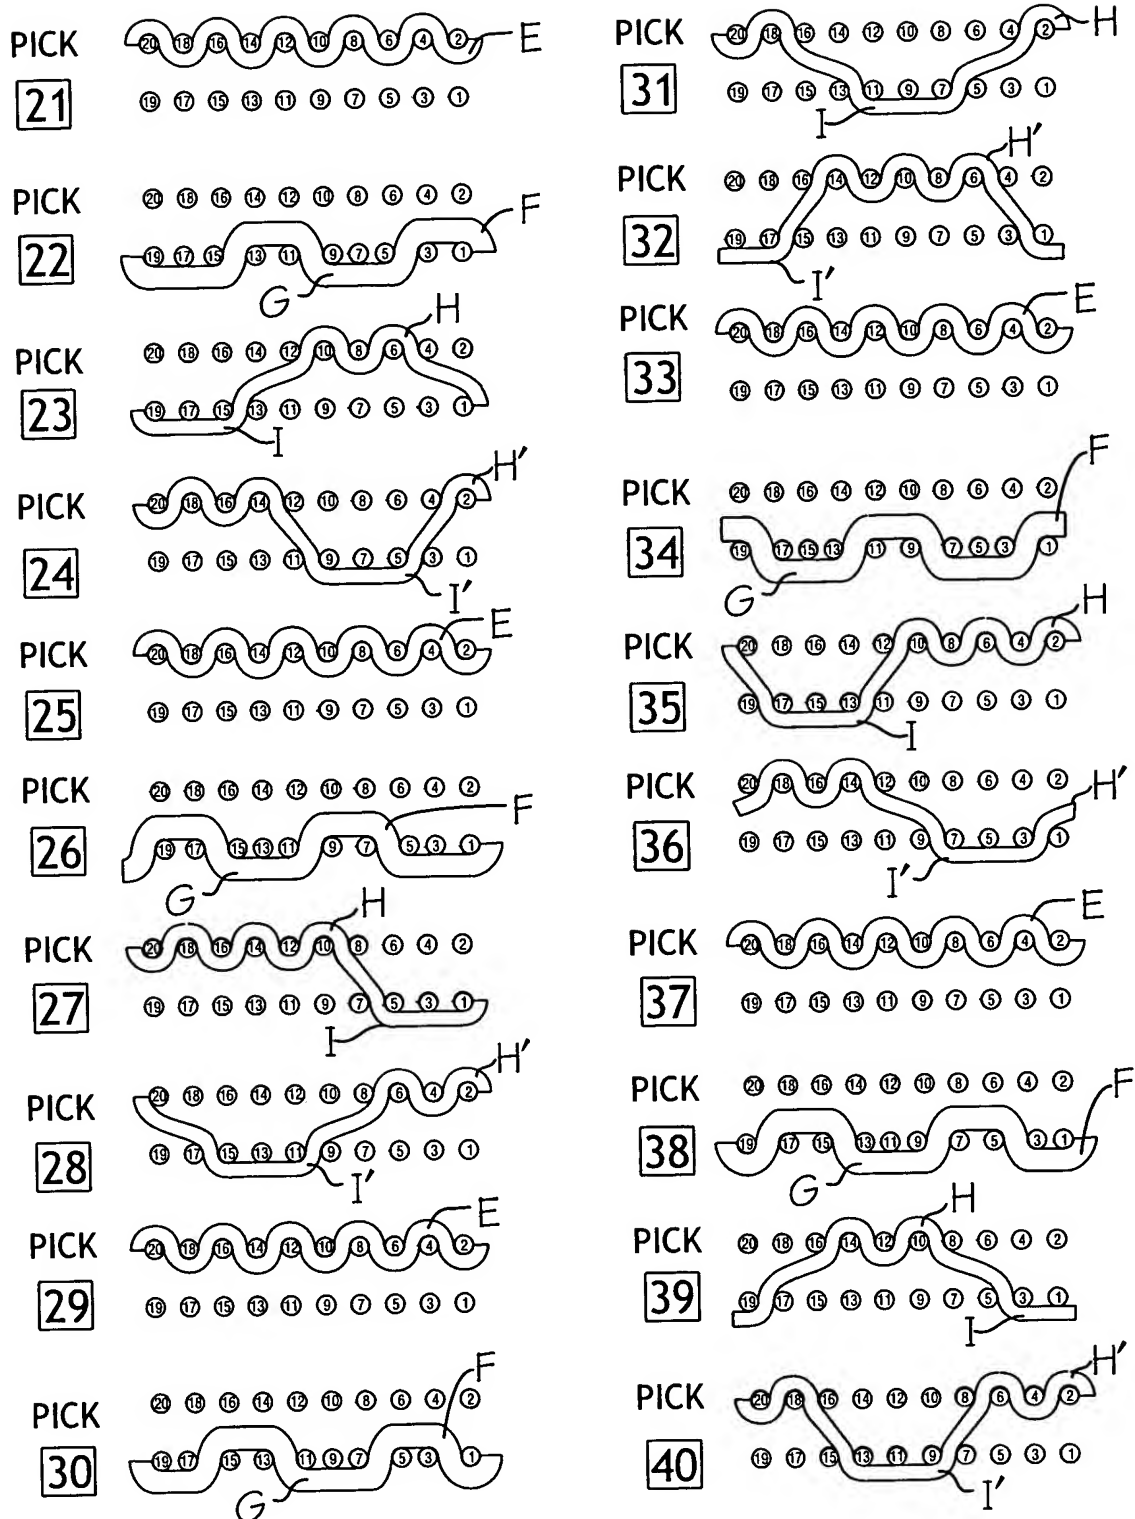 PICK 21
20 18 16 14 12 10 8 6 4 2 E
19 17 15 13 11 9 7 5 3 1
PICK 22
20 18 16 14 12 10 8 6 4 2
19 17 15 13 11 9 7 5 3 1 F
G
PICK 23
H
20 18 16 14 12 10 8 6 4 2
19 17 15 13 11 9 7 5 3 1
I
PICK 24
H'
20 18 16 14 12 10 8 6 4 2
19 17 15 13 11 9 7 5 3 1
I'
PICK 25
E
20 18 16 14 12 10 8 6 4 2
19 17 15 13 11 9 7 5 3 1
PICK 26
20 18 16 14 12 10 8 6 4 2
F
19 17 15 13 11 9 7 5 3 1
G
PICK 27
H
20 18 16 14 12 10 8 6 4 2
19 17 15 13 11 9 7 5 3 1
I
PICK 28
H'
20 18 16 14 12 10 8 6 4 2
19 17 15 13 11 9 7 5 3 1
I'
PICK 29
E
20 18 16 14 12 10 8 6 4 2
19 17 15 13 11 9 7 5 3 1
PICK 30
F
20 18 16 14 12 10 8 6 4 2
19 17 15 13 11 9 7 5 3 1
G
PICK 31
20 18 16 14 12 10 8 6 4 2 H
19 17 15 13 11 9 7 5 3 1
I
PICK 32
H'
20 18 16 14 12 10 8 6 4 2
19 17 15 13 11 9 7 5 3 1
I'
PICK 33
E
20 18 16 14 12 10 8 6 4 2
19 17 15 13 11 9 7 5 3 1
PICK 34
F
20 18 16 14 12 10 8 6 4 2
19 17 15 13 11 9 7 5 3 1
G
PICK 35
H
20 18 16 14 12 10 8 6 4 2
19 17 15 13 11 9 7 5 3 1
I
PICK 36
20 18 16 14 12 10 8 6 4 2 H'
19 17 15 13 11 9 7 5 3 1
I'
PICK 37
E
20 18 16 14 12 10 8 6 4 2
19 17 15 13 11 9 7 5 3 1
PICK 38
20 18 16 14 12 10 8 6 4 2 F
19 17 15 13 11 9 7 5 3 1
G
PICK 39
H
20 18 16 14 12 10 8 6 4 2
19 17 15 13 11 9 7 5 3 1
I
PICK 40
H'
20 18 16 14 12 10 8 6 4 2
19 17 15 13 11 9 7 5 3 1
I'